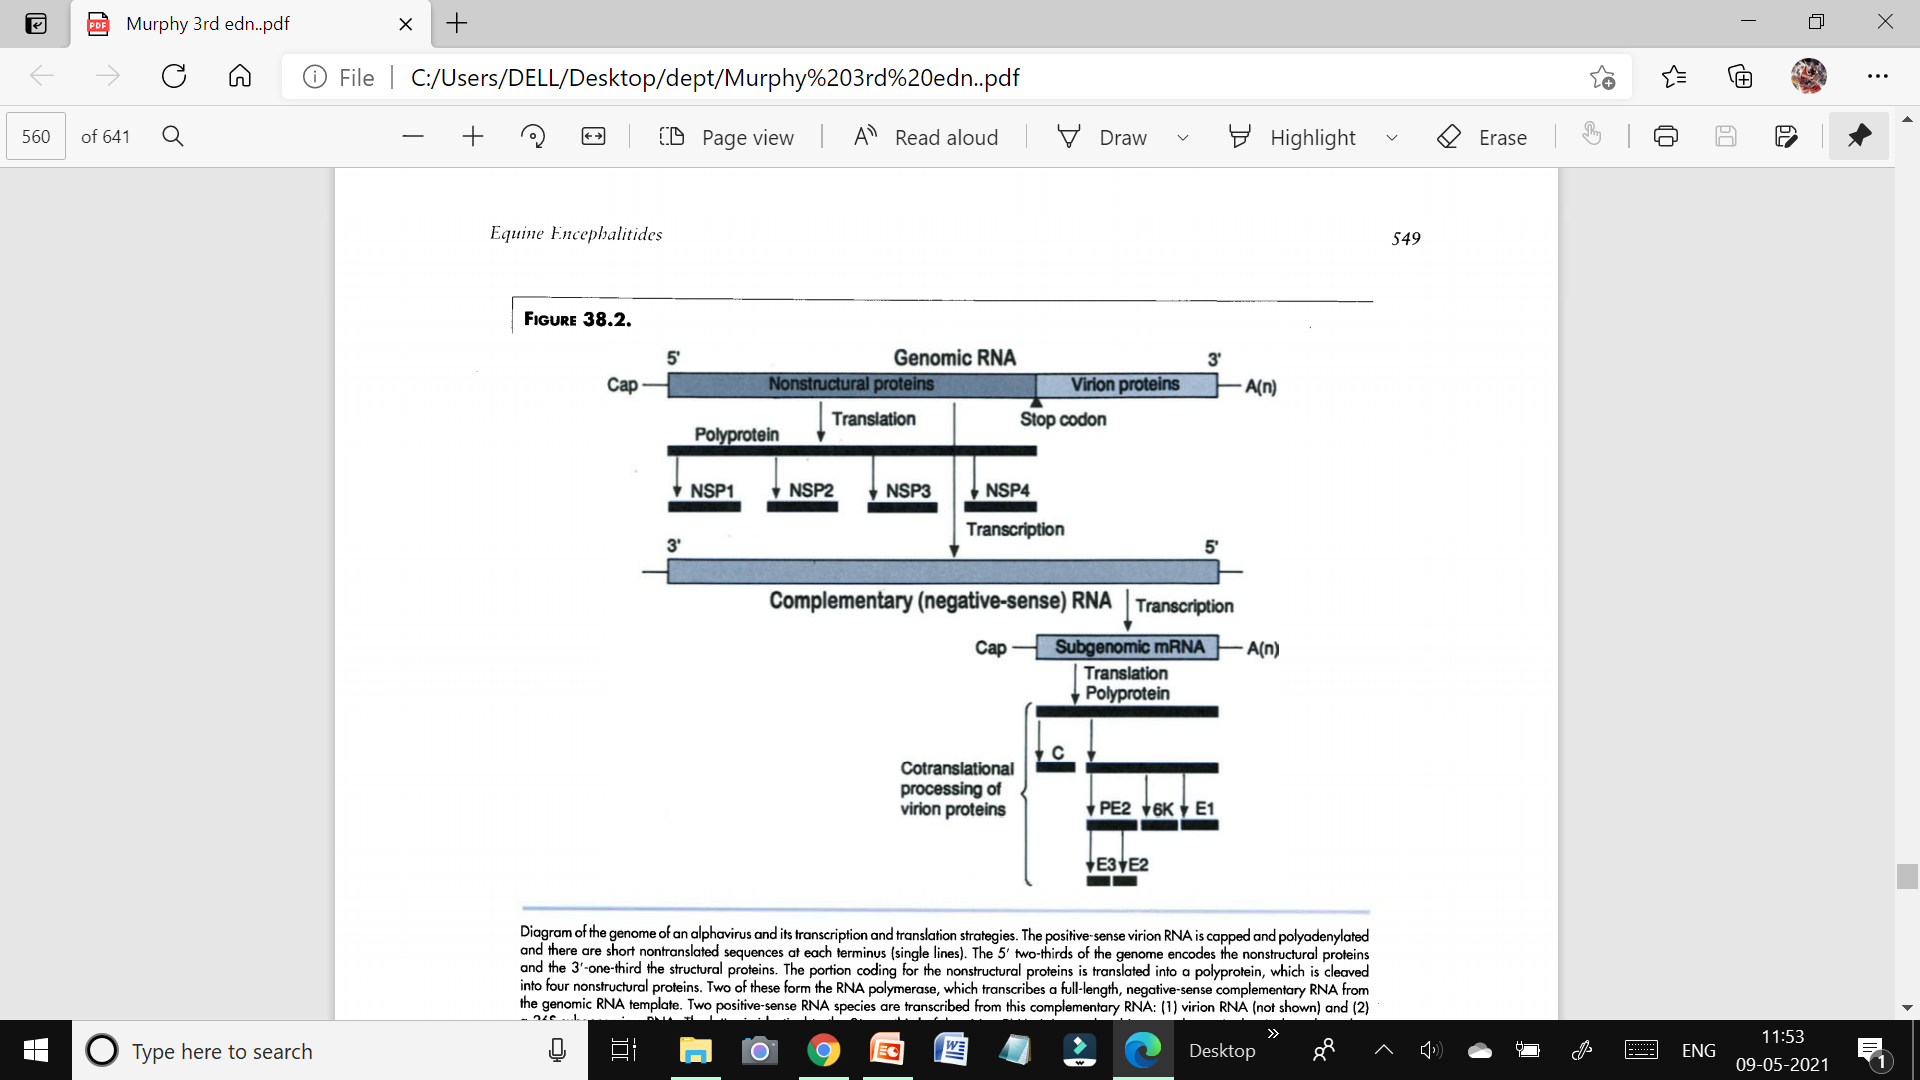 Murphy 3rd edn..pdf
File
C:/Users/DELL/Desktop/dept/Murphy%203rd%20edn..pdf
560 of 641
Page view
Read aloud
Draw
Highlight
Erase
Equine Encephalitides
549
FIGURE 38.2.
5' Genomic RNA 3'
Cap Nonstructural proteins Virion proteins A(n)
Translation Stop codon
Polyprotein
NSP1 NSP2 NSP3 NSP4
Transcription
3' 5'
Complementary (negative-sense) RNA Transcription
Cap Subgenomic mRNA A(n)
Translation
Polyprotein
C
Cotranslational
processing of
virion proteins
PE2 6K E1
E3 E2
Diagram of the genome of an alphavirus and its transcription and translation strategies. The positive-sense virion RNA is capped and polyadenylated
and there are short nontranslated sequences at each terminus (single lines). The 5' two-thirds of the genome encodes the nonstructural proteins
and the 3'-one-third the structural proteins. The portion coding for the nonstructural proteins is translated into a polyprotein, which is cleaved
into four nonstructural proteins. Two of these form the RNA polymerase, which transcribes a full-length, negative-sense complementary RNA from
the genomic RNA template. Two positive-sense RNA species are transcribed from this complementary RNA: (1) virion RNA (not shown) and (2)
Type here to search
Desktop
ENG
11:53
09-05-2021
1